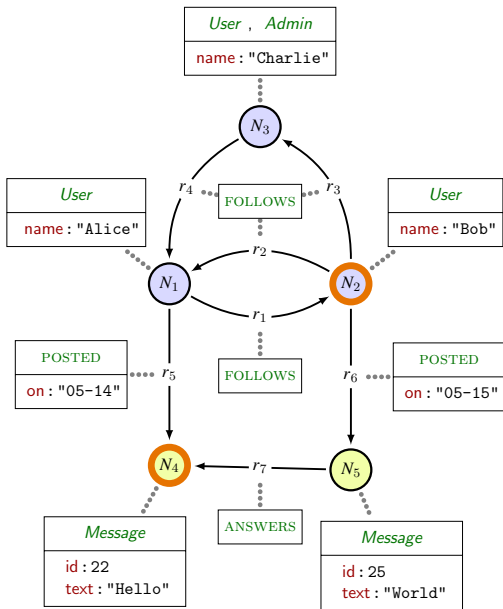 User , Admin
name : "Charlie"
N3
r4
r3
FOLLOWS
User
name : "Alice"
User
name : "Bob"
r2
N1
N2
r1
POSTED
on : "05-14"
r5
FOLLOWS
r6
POSTED
on : "05-15"
N4
r7
N5
ANSWERS
Message
id : 22
text : "Hello"
Message
id : 25
text : "World"